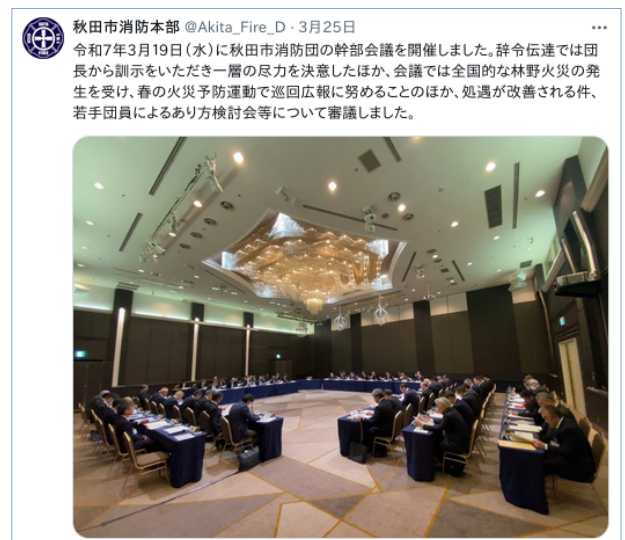 秋田市消防本部 @Akita_Fire_D · 3月25日
令和7年3月19日（水）に秋田市消防団の幹部会議を開催しました。辞令伝達では団
長から訓示をいただき一層の尽力を決意したほか、会議では全国的な林野火災の発
生を受け、春の火災予防運動で巡回広報に努めることのほか、処遇が改善される件、
若手団員によるあり方検討会等について審議しました。